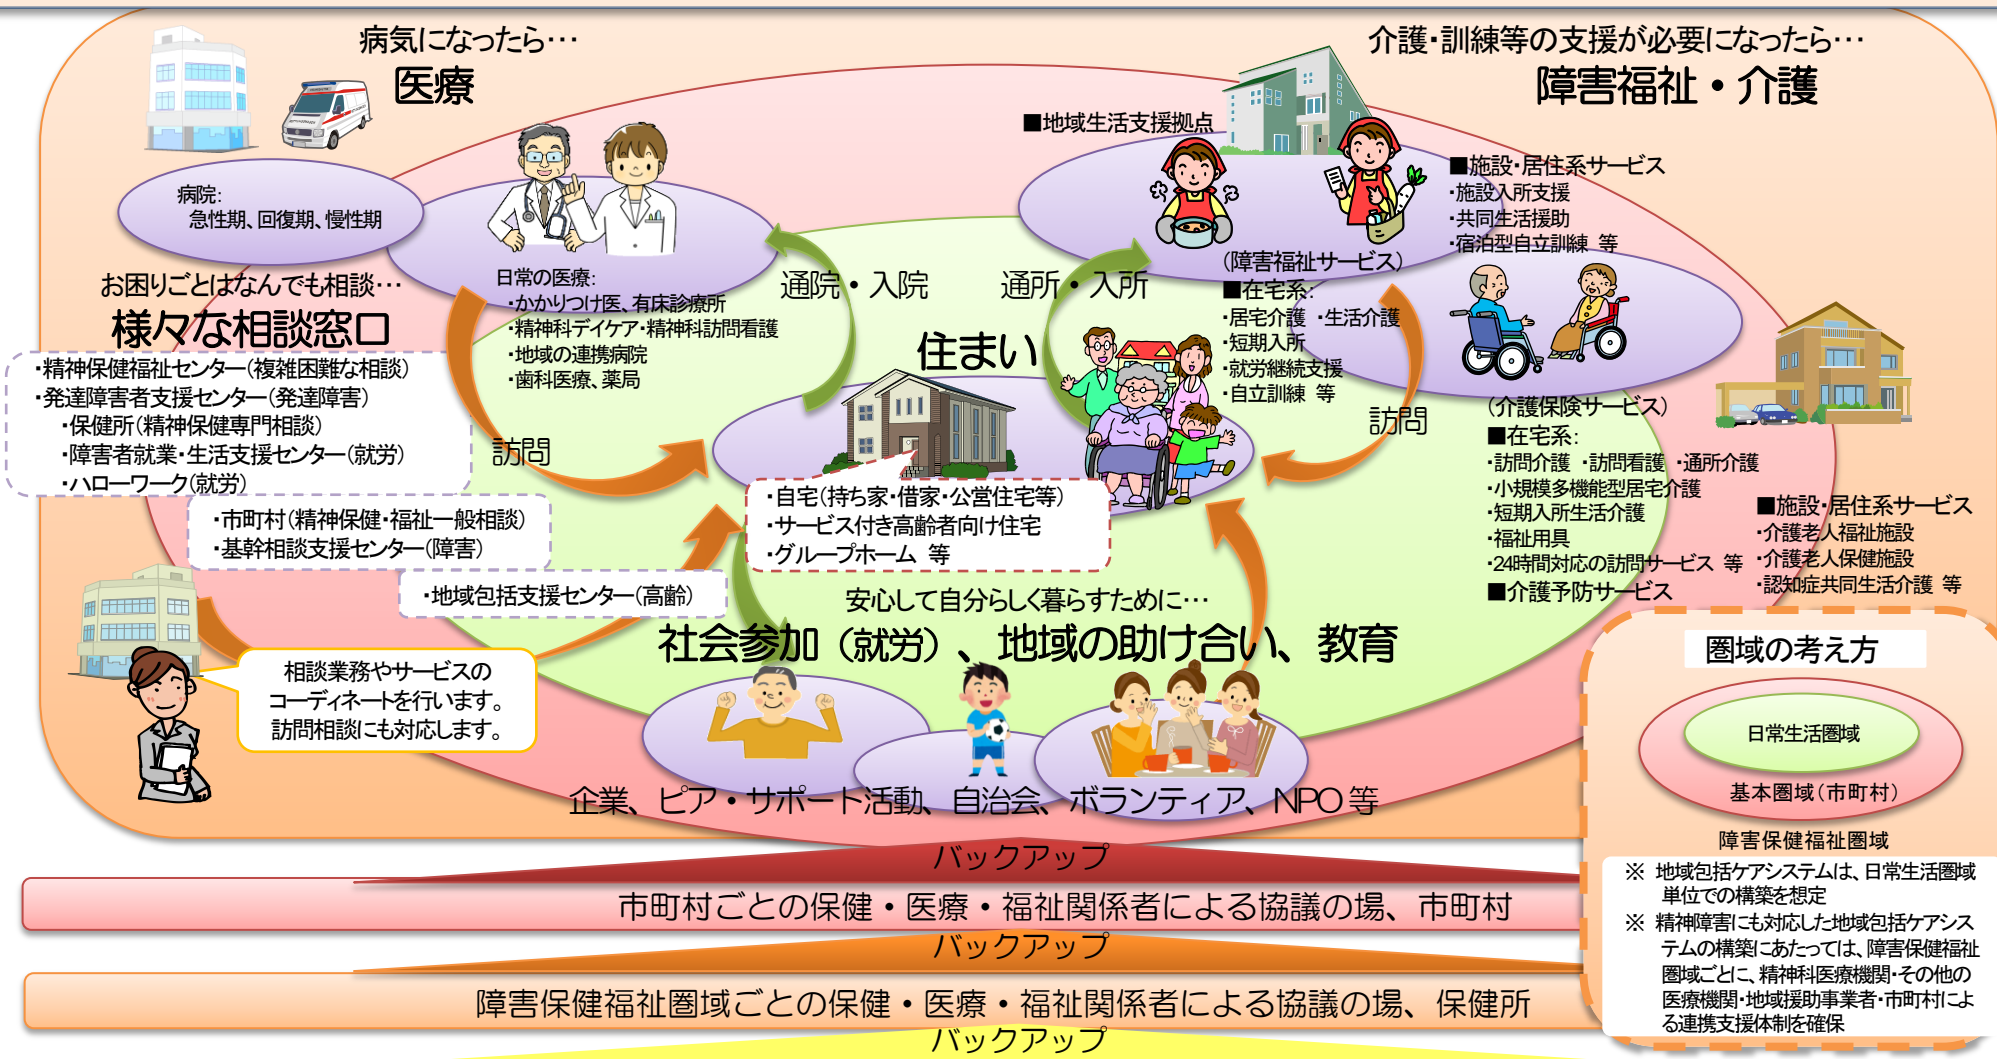 病気になったら…
医療
病院:
急性期、回復期、慢性期
日常の医療:
・かかりつけ医、有床診療所
・精神科デイケア・精神科訪問看護
・地域の連携病院
・歯科医療、薬局
通院・入院
訪問
介護・訓練等の支援が必要になったら…
障害福祉・介護
■地域生活支援拠点
■施設・居住系サービス
・施設入所支援
・共同生活援助
・宿泊型自立訓練 等
通所・入所
(障害福祉サービス)
■在宅系:
・居宅介護 ・生活介護
・短期入所
・就労継続支援
・自立訓練 等
訪問
(介護保険サービス)
■在宅系:
・訪問介護 ・訪問看護 ・通所介護
・小規模多機能型居宅介護
・短期入所生活介護
・福祉用具
・24時間対応の訪問サービス 等
■介護予防サービス
■施設・居住系サービス
・介護老人福祉施設
・介護老人保健施設
・認知症共同生活介護 等
お困りごとはなんでも相談…
様々な相談窓口
・精神保健福祉センター(複雑困難な相談)
・発達障害者支援センター(発達障害)
・保健所(精神保健専門相談)
・障害者就業・生活支援センター(就労)
・ハローワーク(就労)
・市町村(精神保健・福祉一般相談)
・基幹相談支援センター(障害)
・地域包括支援センター(高齢)
相談業務やサービスの
コーディネートを行います。
訪問相談にも対応します。
住まい
・自宅(持ち家・借家・公営住宅等)
・サービス付き高齢者向け住宅
・グループホーム 等
安心して自分らしく暮らすために…
社会参加(就労)、地域の助け合い、教育
企業、ピア・サポート活動、自治会、ボランティア、NPO等
バックアップ
市町村ごとの保健・医療・福祉関係者による協議の場、市町村
バックアップ
障害保健福祉圏域ごとの保健・医療・福祉関係者による協議の場、保健所
バックアップ
圏域の考え方
日常生活圏域
基本圏域(市町村)
障害保健福祉圏域
※ 地域包括ケアシステムは、日常生活圏域
単位での構築を想定
※ 精神障害にも対応した地域包括ケアシス
テムの構築にあたっては、障害保健福祉
圏域ごとに、精神科医療機関・その他の
医療機関・地域援助事業者・市町村によ
る連携支援体制を確保